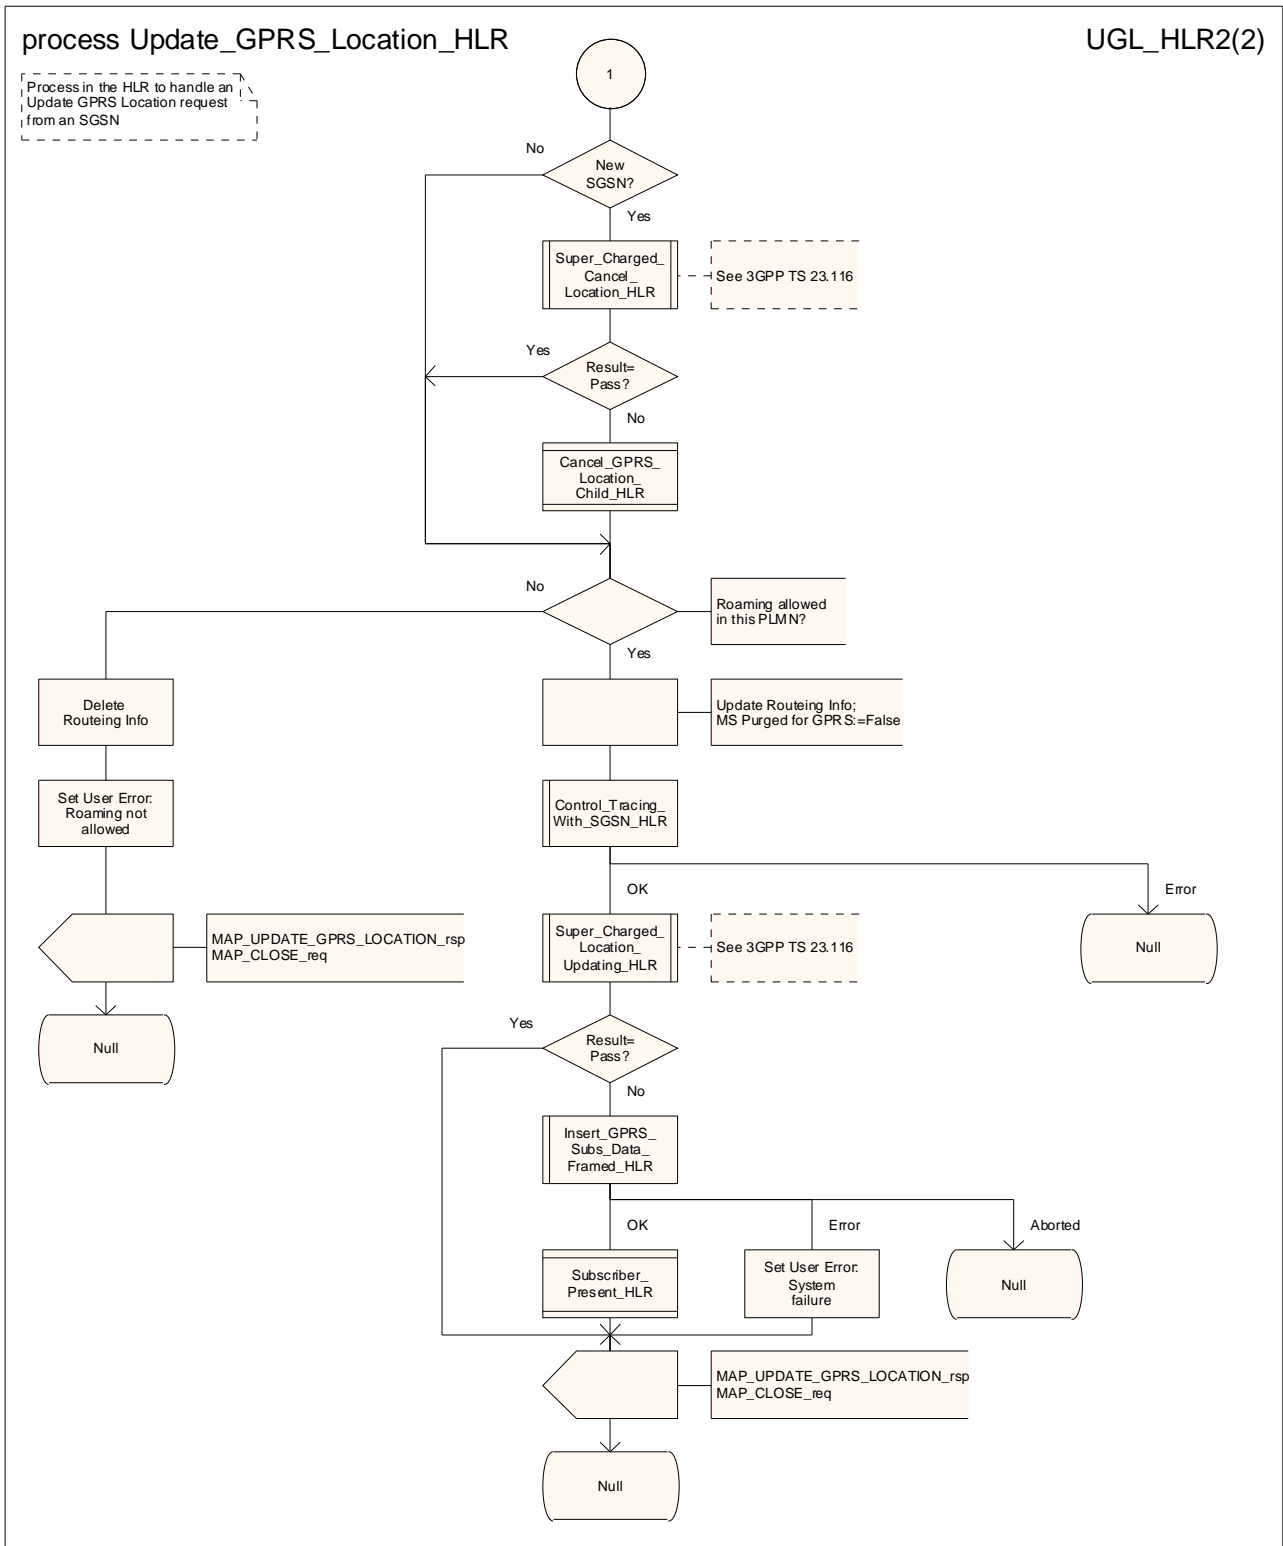 process Update_GPRS_Location_HLR
UGL_HLR2(2)
Process in the HLR to handle an
Update GPRS Location request
from an SGSN
1
No
New
SGSN?
Yes
Super_Charged_
Cancel_
Location_HLR
See 3GPP TS 23.116
Yes
Result=
Pass?
No
Cancel_GPRS_
Location_
Child_HLR
No
Roaming allowed
in this PLMN?
Yes
Delete
Routeing Info
Update Routeing Info;
MS Purged for GPRS:=False
Set User Error:
Roaming not
allowed
Control_Tracing_
With_SGSN_HLR
OK
Error
MAP_UPDATE_GPRS_LOCATION_rsp
MAP_CLOSE_req
Super_Charged_
Location_
Updating_HLR
See 3GPP TS 23.116
Null
Null
Yes
Result=
Pass?
No
Insert_GPRS_
Subs_Data_
Framed_HLR
OK
Error
Aborted
Subscriber_
Present_HLR
Set User Error:
System
failure
Null
MAP_UPDATE_GPRS_LOCATION_rsp
MAP_CLOSE_req
Null